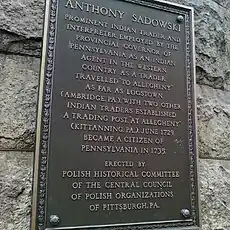 ANTHONY SADOWSKI
PROMINENT INDIAN TRADER AND
INTERPRETER EMPLOYED BY THE
PROVINCIAL GOVERNOR OF
PENNSYLVANIA AS AN INDIAN
AGENT IN THE WESTERN
COUNTRY AS A TRADER
TRAVELLED TO ALLEGHENY
AS FAR AS LOGSTOWN
(AMBRIDGE, PA.) WITH TWO OTHER
INDIAN TRADERS ESTABLISHED
A TRADING POST AT ALLEGHENY
(KITTANNING, PA.) JUNE 1729
BECAME A CITIZEN OF
PENNSYLVANIA IN 1735.
ERECTED BY
POLISH HISTORICAL COMMITTEE
OF THE CENTRAL COUNCIL
OF POLISH ORGANIZATIONS
OF PITTSBURGH, PA.